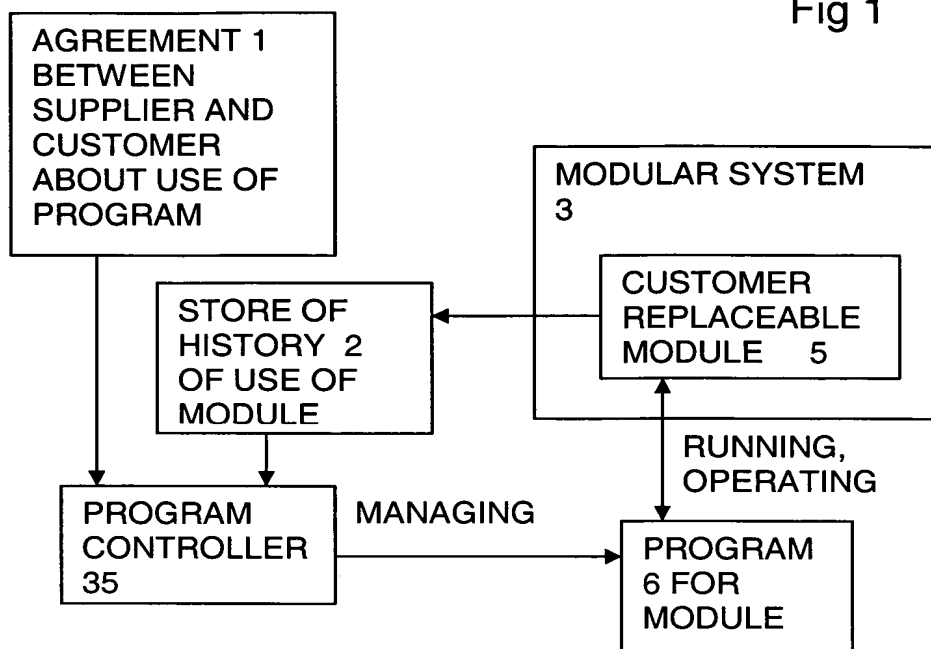 Fig 1
AGREEMENT 1
BETWEEN
SUPPLIER AND
CUSTOMER
ABOUT USE OF
PROGRAM
MODULAR SYSTEM
3
CUSTOMER
REPLACEABLE
MODULE 5
STORE OF
HISTORY 2
OF USE OF
MODULE
RUNNING,
OPERATING
PROGRAM
CONTROLLER
35
MANAGING
PROGRAM
6 FOR
MODULE